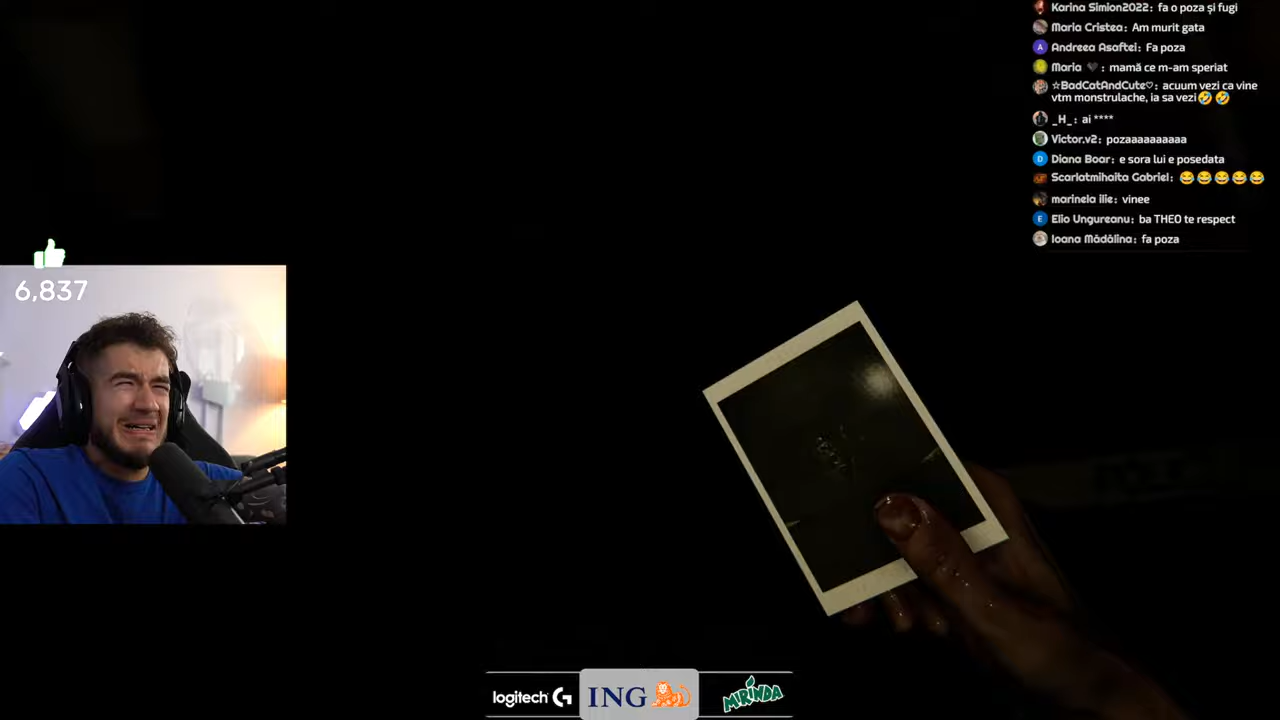 Karina Simion2022: fa o poza și fugi
Maria Cristea: Am murit gata
A Andreea Asaftei: Fa poza
Maria 🖤 : mamă ce m-am speriat
☆BadCatAndCute♡: acuum vezi ca vine
vtm monstrulache, ia sa vezi🤣🤣
_H_: ai ****
Victor.v2: pozaaaaaaaaaa
D Diana Boar: e sora lui e posedata
Scarlatmihaita Gabriel: 😂😂😂😂😂
marinela ilie: vinee
E Elio Ungureanu: ba THEO te respect
Ioana Mădălina: fa poza
6,837
logitech G ING MIRINDA